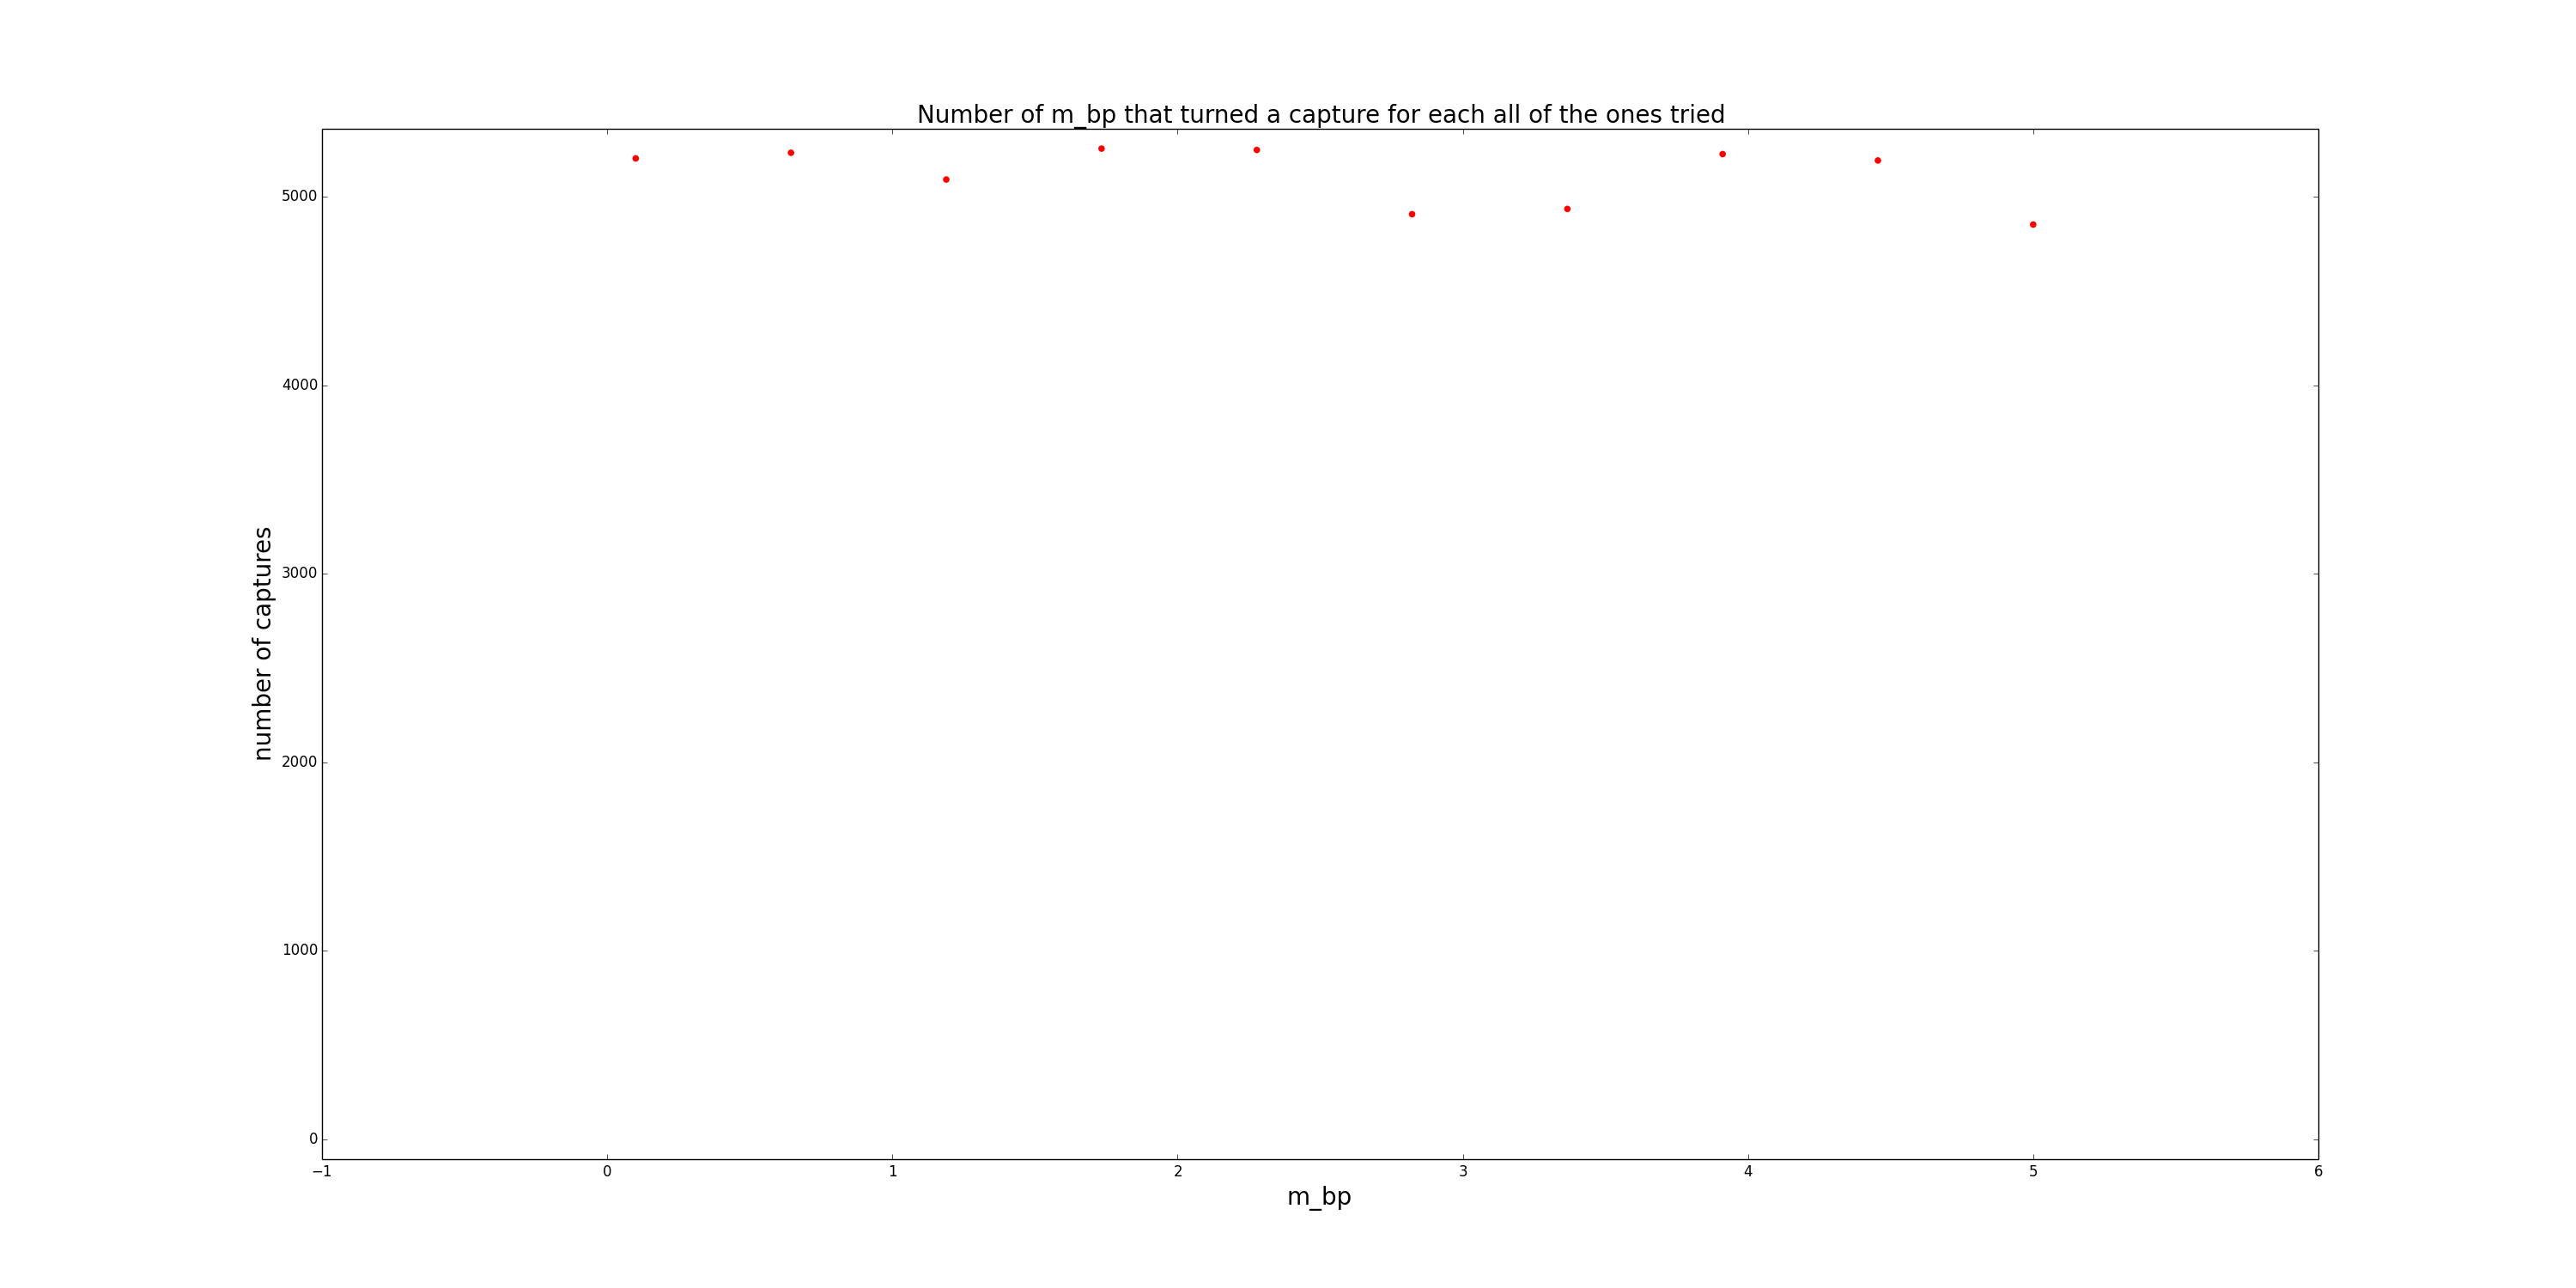 Number of m_bp that turned a capture for each all of the ones tried
number of captures
5000
4000
3000
2000
1000
0
−1 0 1 2 3 4 5 6
m_bp